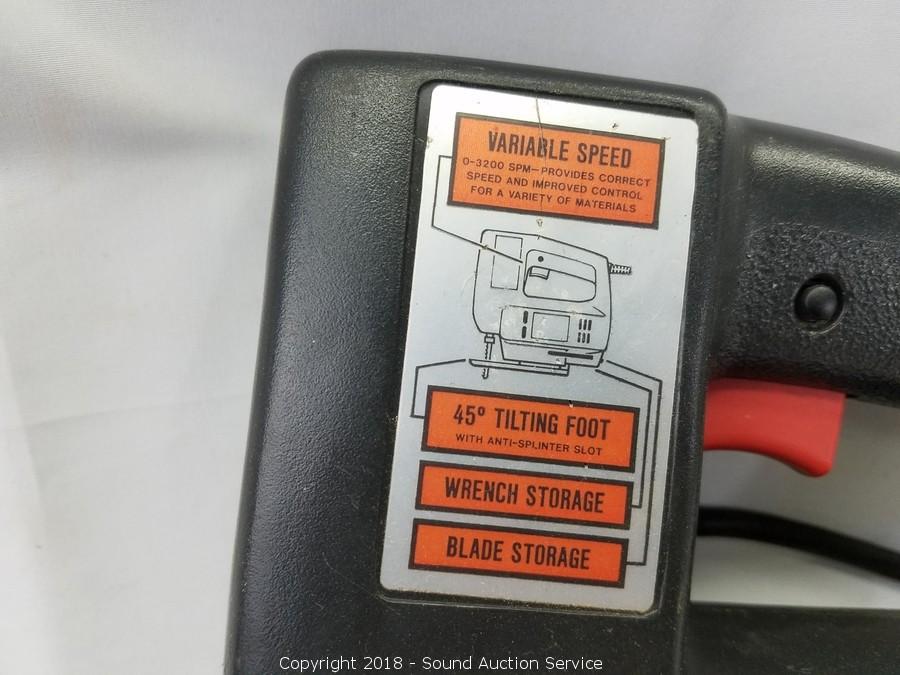 VARIABLE SPEED
0-3200 SPM—PROVIDES CORRECT
SPEED AND IMPROVED CONTROL
FOR A VARIETY OF MATERIALS
45º TILTING FOOT
WITH ANTI-SPLINTER SLOT
WRENCH STORAGE
BLADE STORAGE
Copyright 2018 - Sound Auction Service